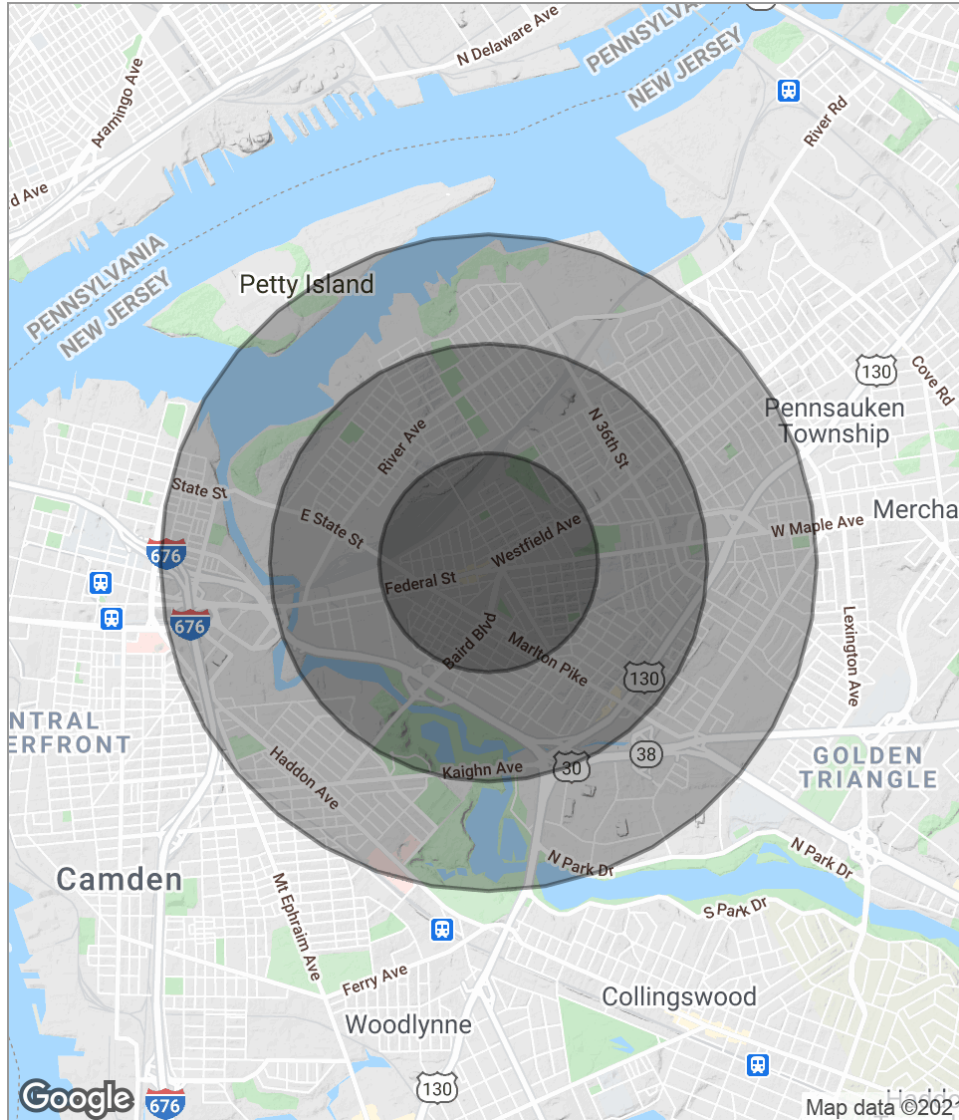 N Delaware Ave
PENNSYLVANIA
NEW JERSEY
Aramingo Ave
River Rd
rd Ave
PENNSYLVANIA
NEW JERSEY
Petty Island
130
Cove Rd
Pennsauken
Township
N 36th St
River Ave
State St
E State St
Mercha
W Maple Ave
Westfield Ave
676
Federal St
676
Baird Blvd
Marlton Pike
Lexington Ave
130
NTRAL
ERFRONT
38
GOLDEN
TRIANGLE
Kaighn Ave
30
Haddon Ave
N Park Dr
N Park Dr
Camden
Mt Ephraim Ave
S Park Dr
Ferry Ave
Collingswood
Woodlynne
130
Google
676
Map data ©2021